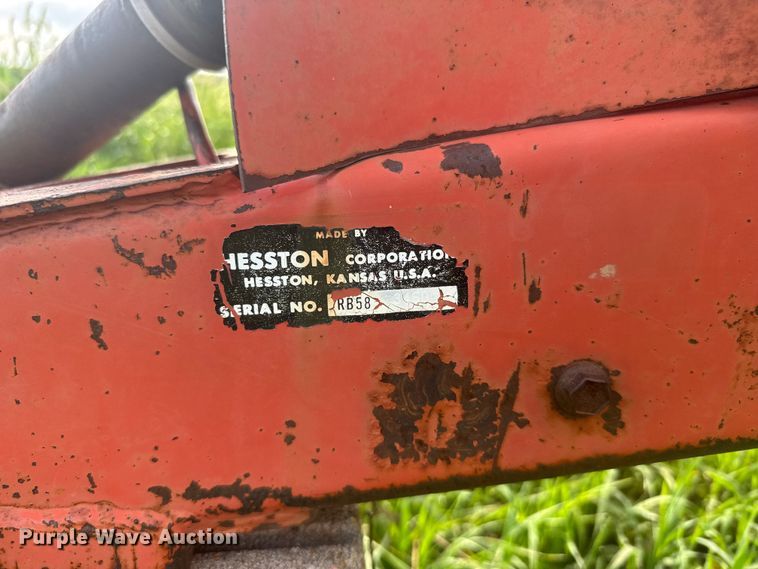 MADE BY
HESSTON CORPORATION
HESSTON, KANSAS U.S.A.
SERIAL NO. RB58
Purple Wave Auction